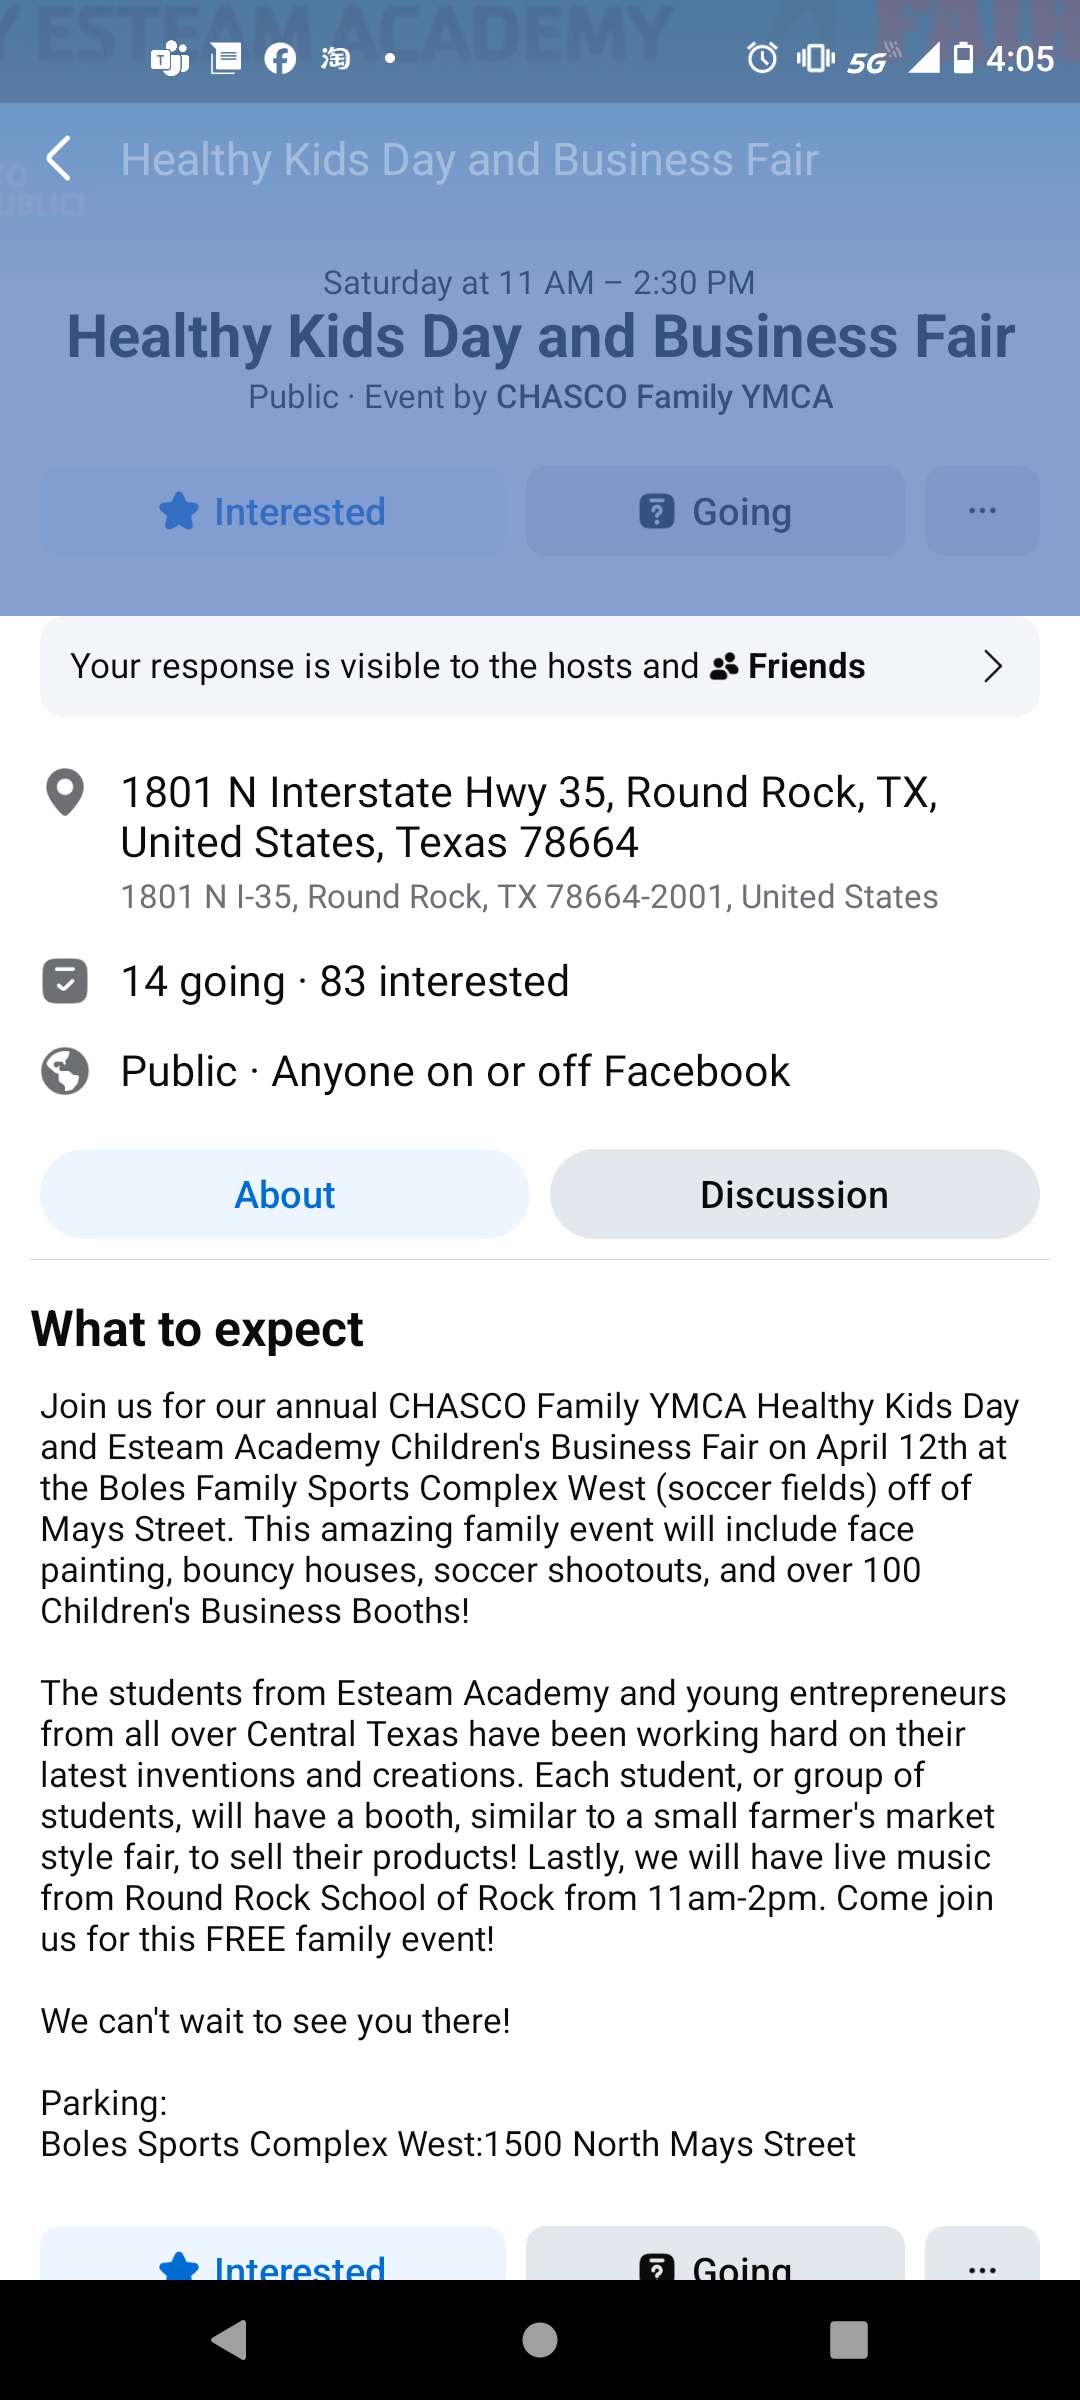 ESTEAM ACADEMY
FAIR
4:05
5G
Healthy Kids Day and Business Fair
Saturday at 11 AM – 2:30 PM
Healthy Kids Day and Business Fair
Public · Event by CHASCO Family YMCA
Interested
Going
Your response is visible to the hosts and Friends
1801 N Interstate Hwy 35, Round Rock, TX,
United States, Texas 78664
1801 N I-35, Round Rock, TX 78664-2001, United States
14 going · 83 interested
Public · Anyone on or off Facebook
About
Discussion
What to expect
Join us for our annual CHASCO Family YMCA Healthy Kids Day
and Esteam Academy Children's Business Fair on April 12th at
the Boles Family Sports Complex West (soccer fields) off of
Mays Street. This amazing family event will include face
painting, bouncy houses, soccer shootouts, and over 100
Children's Business Booths!
The students from Esteam Academy and young entrepreneurs
from all over Central Texas have been working hard on their
latest inventions and creations. Each student, or group of
students, will have a booth, similar to a small farmer's market
style fair, to sell their products! Lastly, we will have live music
from Round Rock School of Rock from 11am-2pm. Come join
us for this FREE family event!
We can't wait to see you there!
Parking:
Boles Sports Complex West:1500 North Mays Street
Interested
Going